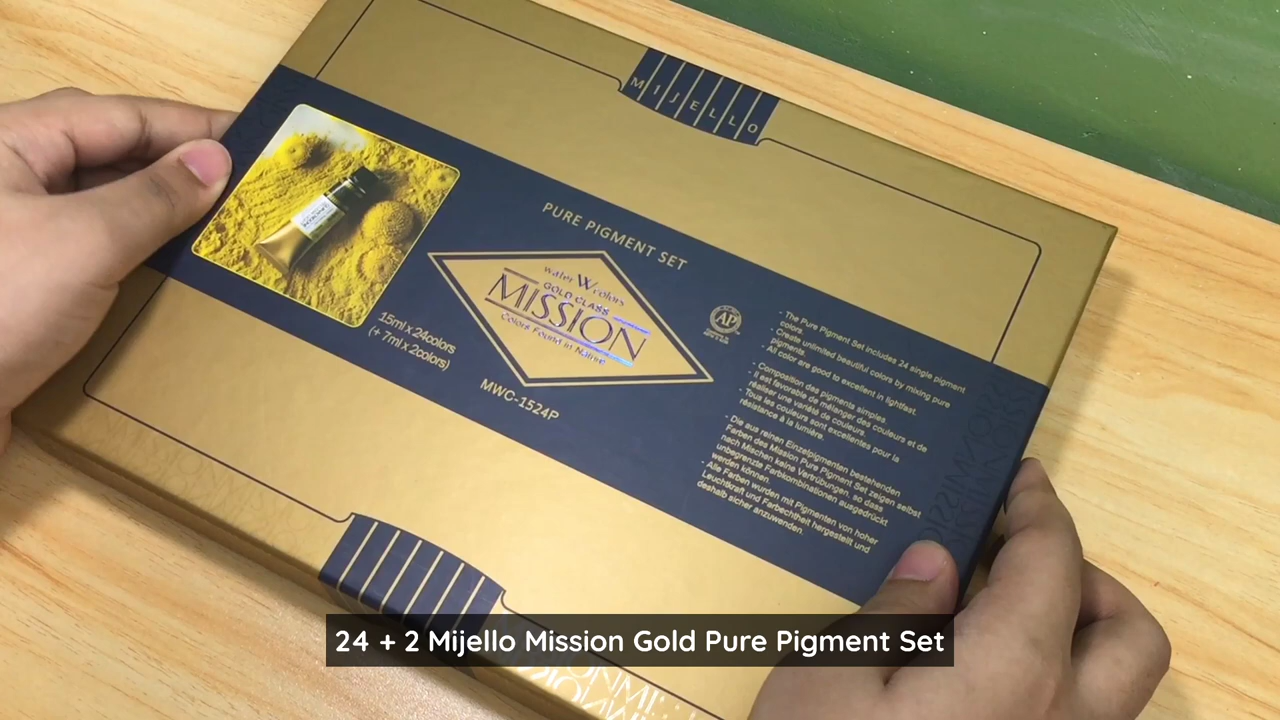 MIJELLO
PURE PIGMENT SET
water W colors
GOLD CLASS
MISSION
Colors Found in Nature
15ml x 24colors
(+ 7ml x 2colors)
MWC-1524P
AP
- The Pure Pigment Set includes 24 single pigment
colors.
- Create unlimited beautiful colors by mixing pure
pigments.
- All color are good to excellent in lightfast.
- Composition des pigments simples.
- Il est favorable de mélanger des couleurs et de
réaliser une variété de couleurs.
- Tous les couleurs sont excellentes pour la
résistance à la lumière.
- Die aus reinen Einzelpigmenten bestehenden
Farben des Mission Pure Pigment Set zeigen selbst
nach Mischen keine Vertrübungen, so dass
unbegrenzte Farbkombinationen ausgedrückt
werden können.
- Alle Farben wurden mit Pigmenten von hoher
Leuchtkraft und Farbechtheit hergestellt und
deshalb sicher anzuwenden.
24 + 2 Mijello Mission Gold Pure Pigment Set